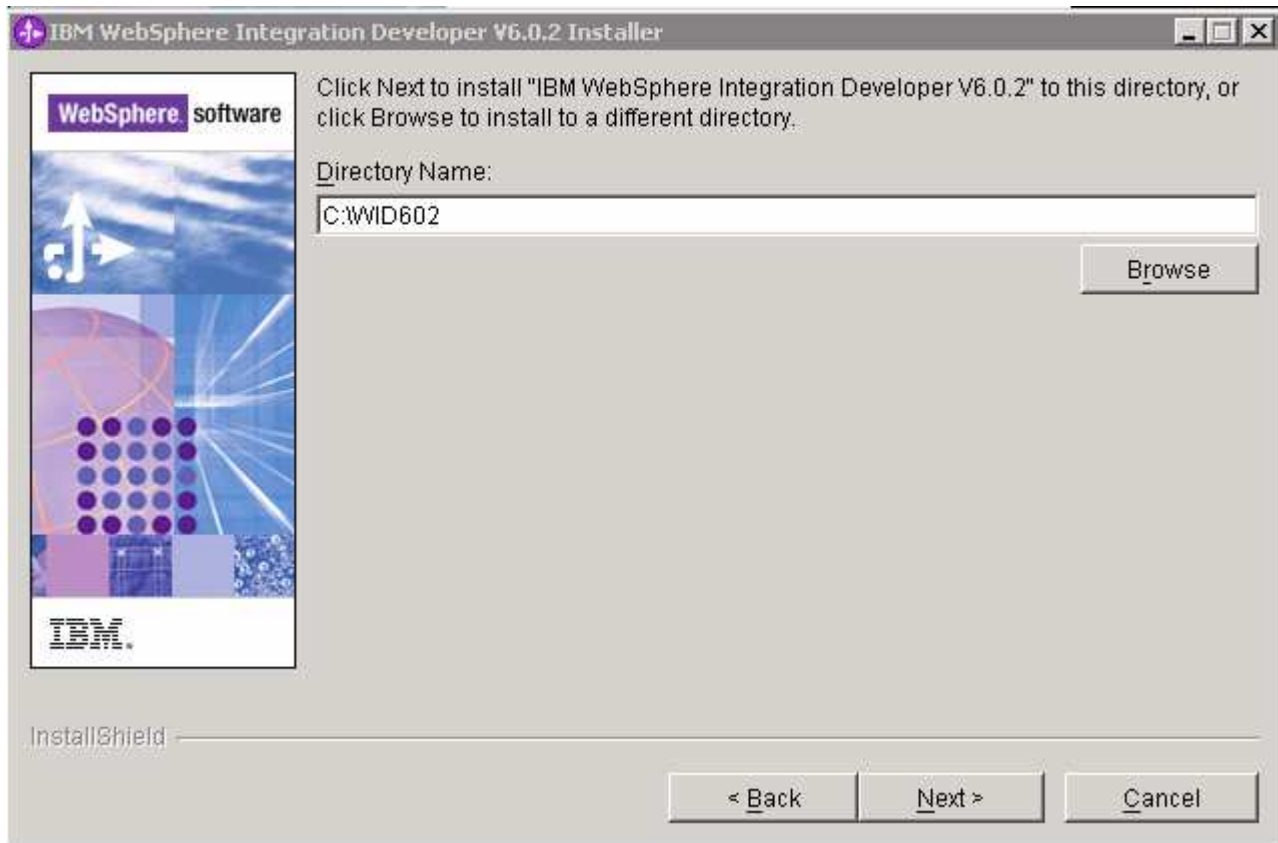 IBM WebSphere Integration Developer V6.0.2 Installer
WebSphere software
Click Next to install "IBM WebSphere Integration Developer V6.0.2" to this directory, or
click Browse to install to a different directory.
Directory Name:
C:\WID602
Browse
IBM.
InstallShield
< Back
Next >
Cancel